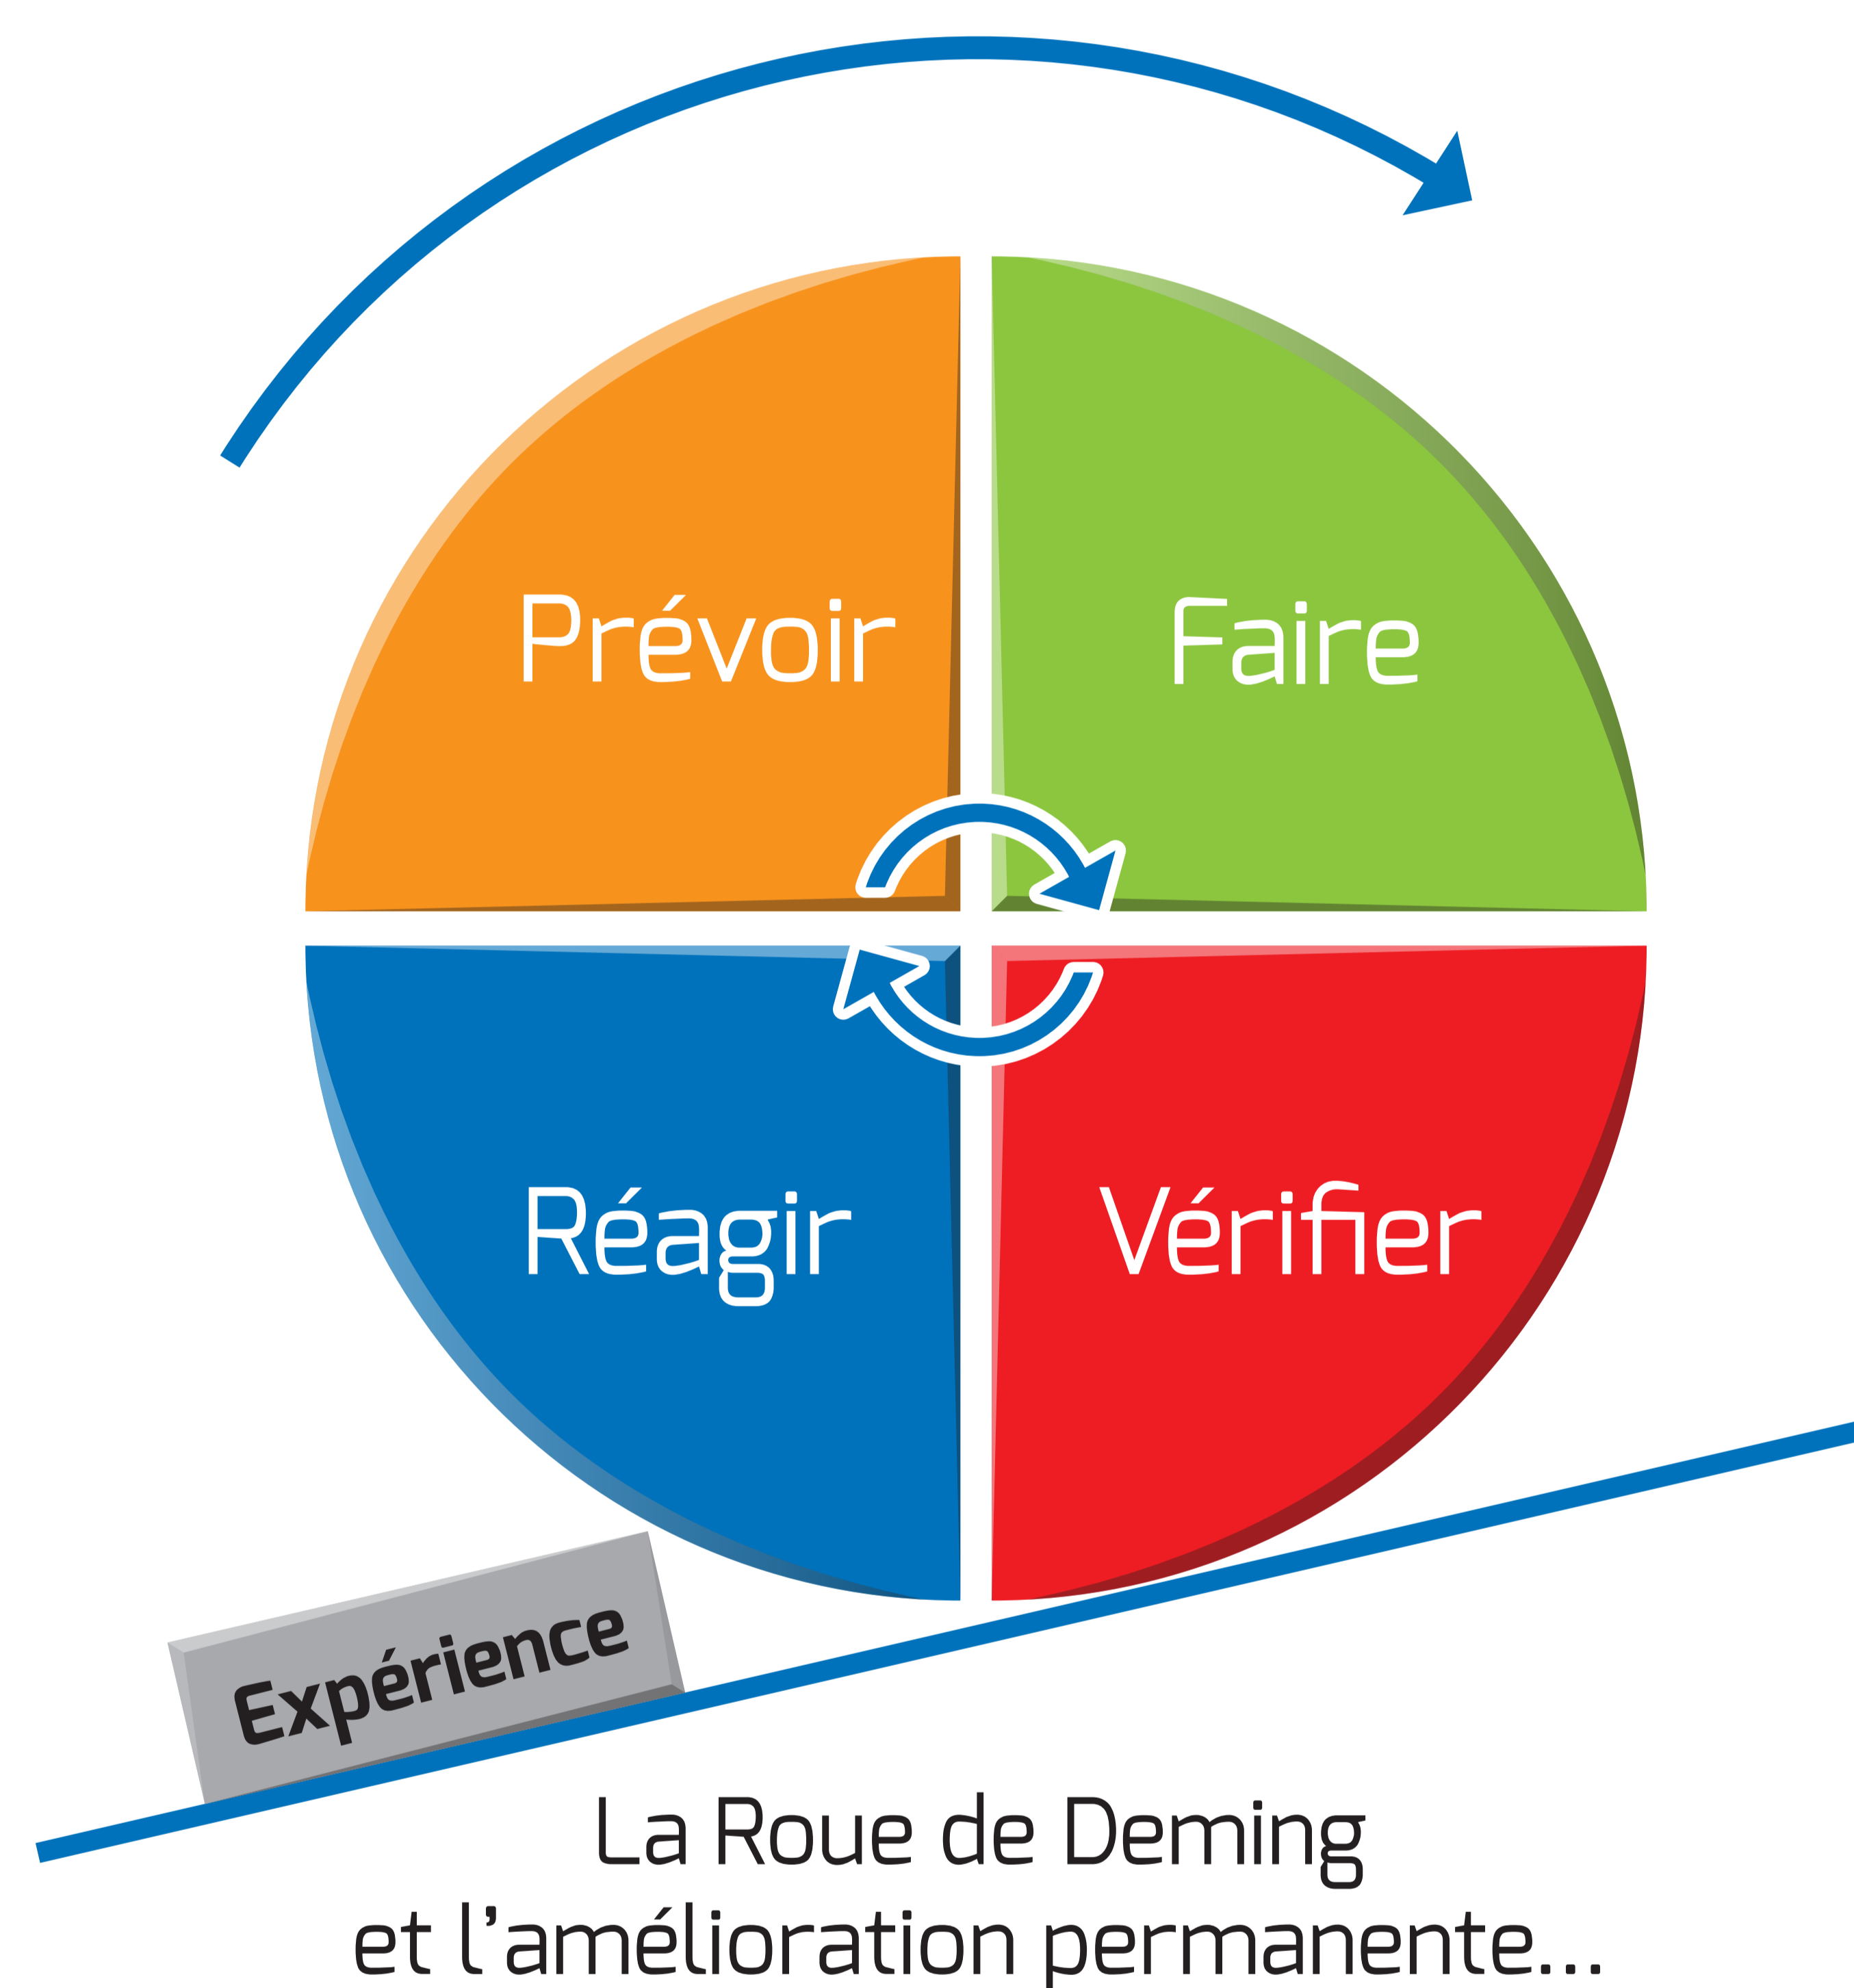 Prévoir
Faire
Réagir
Vérifier
Expérience
La Roue de Deming
et l'amélioration permanente...